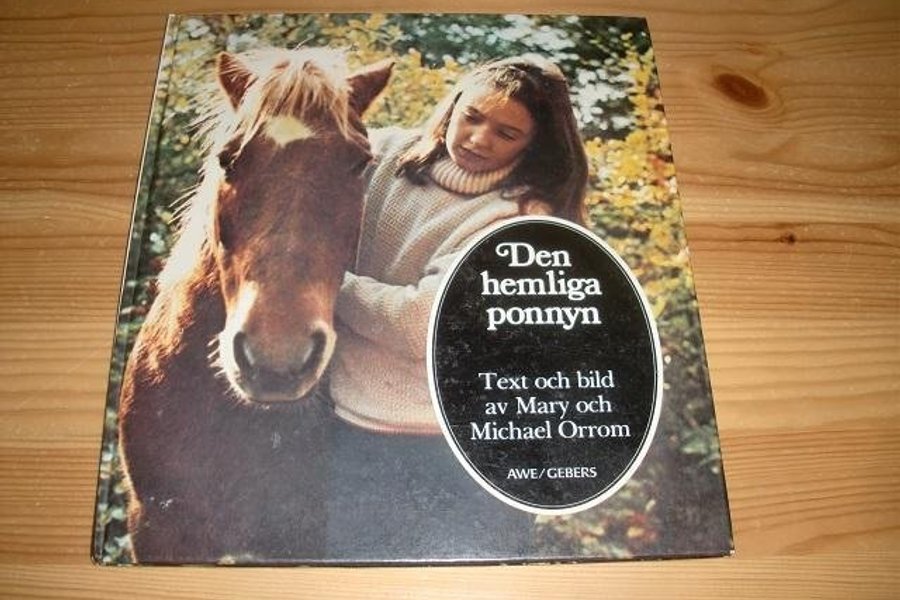 Den
hemliga
ponnyn
Text och bild
av Mary och
Michael Orrom
AWE/GEBERS